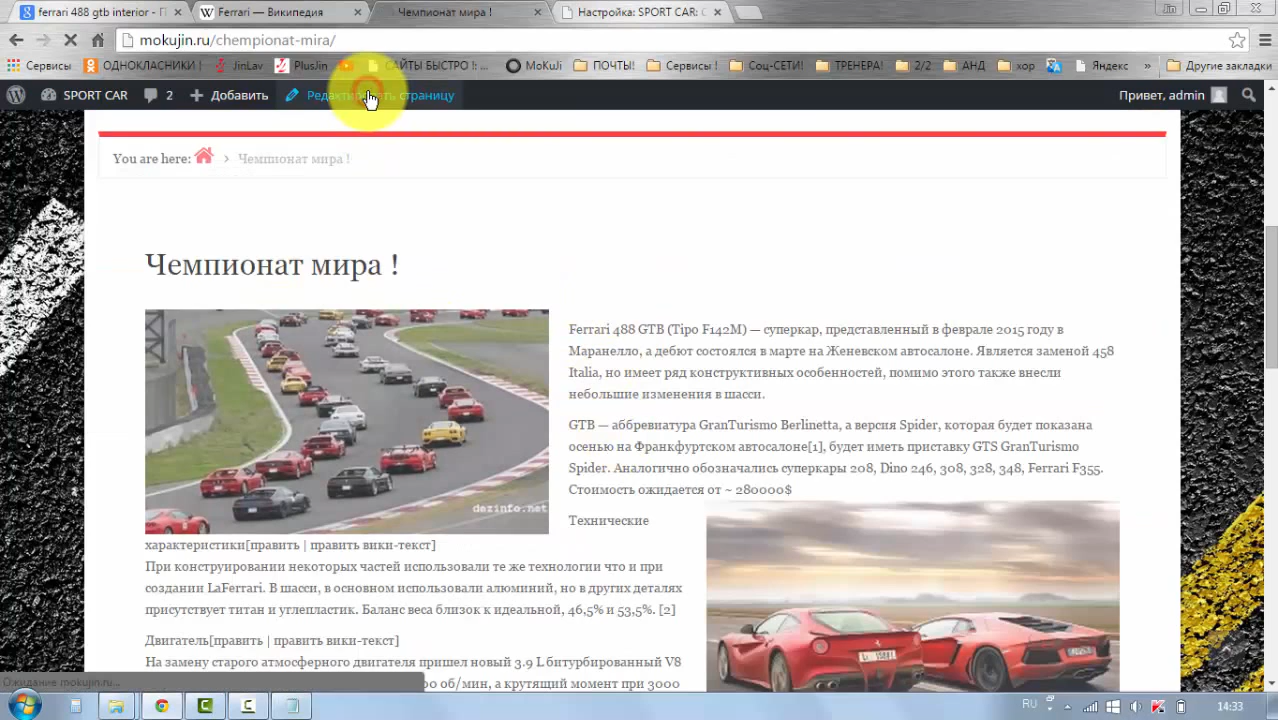 ferrari 488 gtb interior - П
Ferrari — Википедия
Чемпионат мира !
Настройка: SPORT CAR: С
mokujin.ru/chempionat-mira/
Сервисы
ОДНОКЛАСНИКИ !
JinLav
PlusJin
САЙТЫ БЫСТРО !: ...
MoKuJi
ПОЧТЫ!
Сервисы !
Соц-СЕТИ!
ТРЕНЕРА!
2/2
АНД
хор
Яндекс
»
Другие закладки
SPORT CAR
2
Добавить
Редактировать страницу
Привет, admin
You are here:
Чемпионат мира !
Чемпионат мира !
Ferrari 488 GTB (Tipo F142M) — суперкар, представленный в феврале 2015 году в
Маранелло, а дебют состоялся в марте на Женевском автосалоне. Является заменой 458
Italia, но имеет ряд конструктивных особенностей, помимо этого также внесли
небольшие изменения в шасси.
GTB — аббревиатура GranTurismo Berlinetta, а версия Spider, которая будет показана
осенью на Франкфуртском автосалоне[1], будет иметь приставку GTS GranTurismo
Spider. Аналогично обозначались суперкары 208, Dino 246, 308, 328, 348, Ferrari F355.
Стоимость ожидается от ~ 280000$
dezinfo.net
Технические
характеристики[править | править вики-текст]
При конструировании некоторых частей использовали те же технологии что и при
создании LaFerrari. В шасси, в основном использовали алюминий, но в других деталях
присутствует титан и углепластик. Баланс веса близок к идеальной, 46,5% и 53,5%. [2]
Двигатель[править | править вики-текст]
На замену старого атмосферного двигателя пришел новый 3.9 L битурбированный V8
об/мин, а крутящий момент при 3000
Ожидание mokujin.ru...
RU
14:33